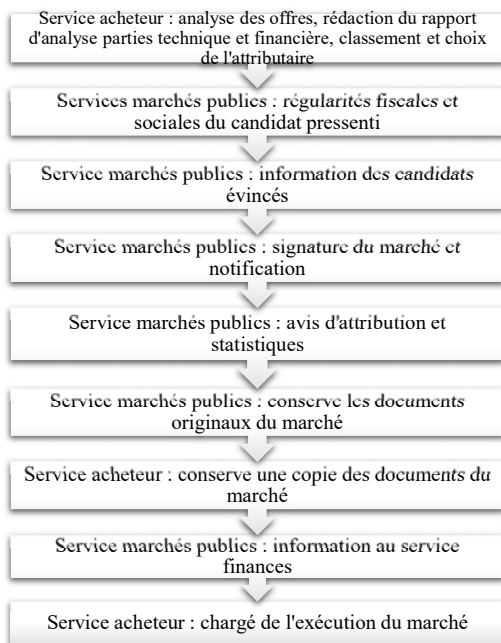 Service acheteur : analyse des offres, rédaction du rapport
d'analyse parties technique et financière, classement et choix
de l'attributaire
Services marchés publics : régularités fiscales et
sociales du candidat pressenti
Service marchés publics : information des candidats
évincés
Service marchés publics : signature du marché et
notification
Service marchés publics : avis d'attribution et
statistiques
Service marchés publics : conserve les documents
originaux du marché
Service acheteur : conserve une copie des documents du
marché
Service marchés publics : information au service
finances
Service acheteur : chargé de l'exécution du marché